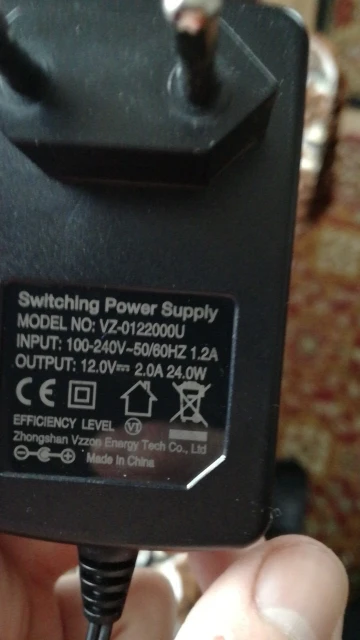 Switching Power Supply
MODEL NO: VZ-0122000U
INPUT: 100-240V~50/60HZ 1.2A
OUTPUT: 12.0V⎓ 2.0A 24.0W
CE
EFFICIENCY LEVEL VI
Zhongshan Vzzon Energy Tech Co., Ltd
Made in China